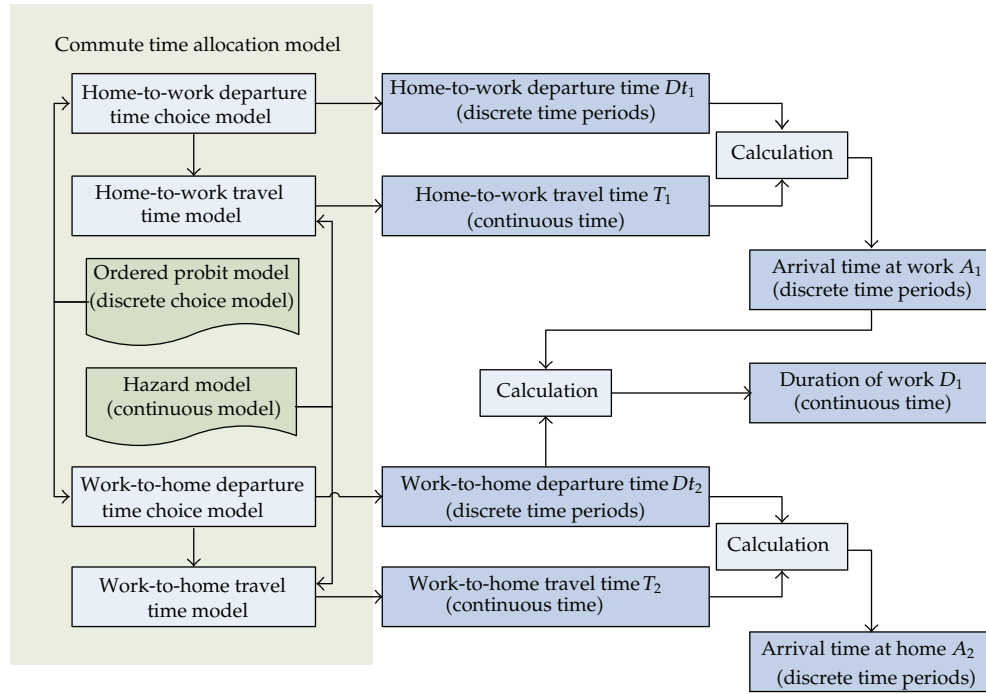 Commute time allocation model
Home-to-work departure
time choice model
Home-to-work departure time Dt₁
(discrete time periods)
Calculation
Home-to-work travel
time model
Home-to-work travel time T₁
(continuous time)
Ordered probit model
(discrete choice model)
Arrival time at work A₁
(discrete time periods)
Hazard model
(continuous model)
Calculation
Duration of work D₁
(continuous time)
Work-to-home departure
time choice model
Work-to-home departure time Dt₂
(discrete time periods)
Calculation
Work-to-home travel
time model
Work-to-home travel time T₂
(continuous time)
Arrival time at home A₂
(discrete time periods)